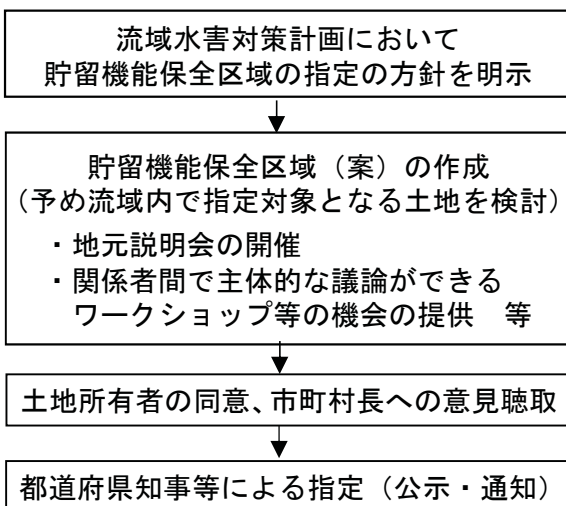 流域水害対策計画において
貯留機能保全区域の指定の方針を明示
貯留機能保全区域（案）の作成
（予め流域内で指定対象となる土地を検討）
・地元説明会の開催
・関係者間で主体的な議論ができる
ワークショップ等の機会の提供　等
土地所有者の同意、市町村長への意見聴取
都道府県知事等による指定（公示・通知）